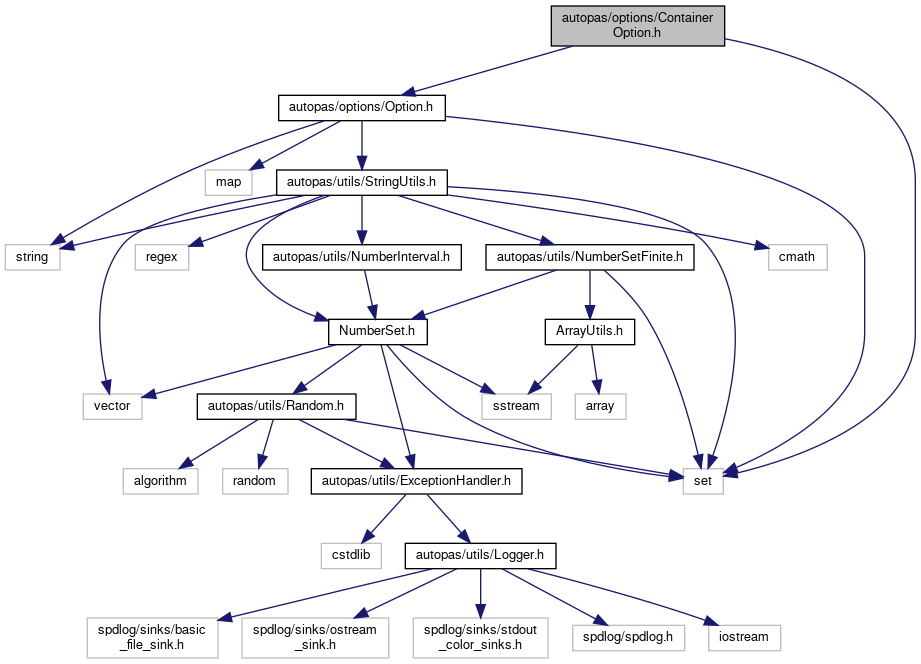 autopas/options/Container
Option.h
autopas/options/Option.h
map
autopas/utils/StringUtils.h
string
regex
autopas/utils/NumberInterval.h
autopas/utils/NumberSetFinite.h
cmath
NumberSet.h
ArrayUtils.h
vector
autopas/utils/Random.h
sstream
array
algorithm
random
autopas/utils/ExceptionHandler.h
set
cstdlib
autopas/utils/Logger.h
spdlog/sinks/basic
_file_sink.h
spdlog/sinks/ostream
_sink.h
spdlog/sinks/stdout
_color_sinks.h
spdlog/spdlog.h
iostream